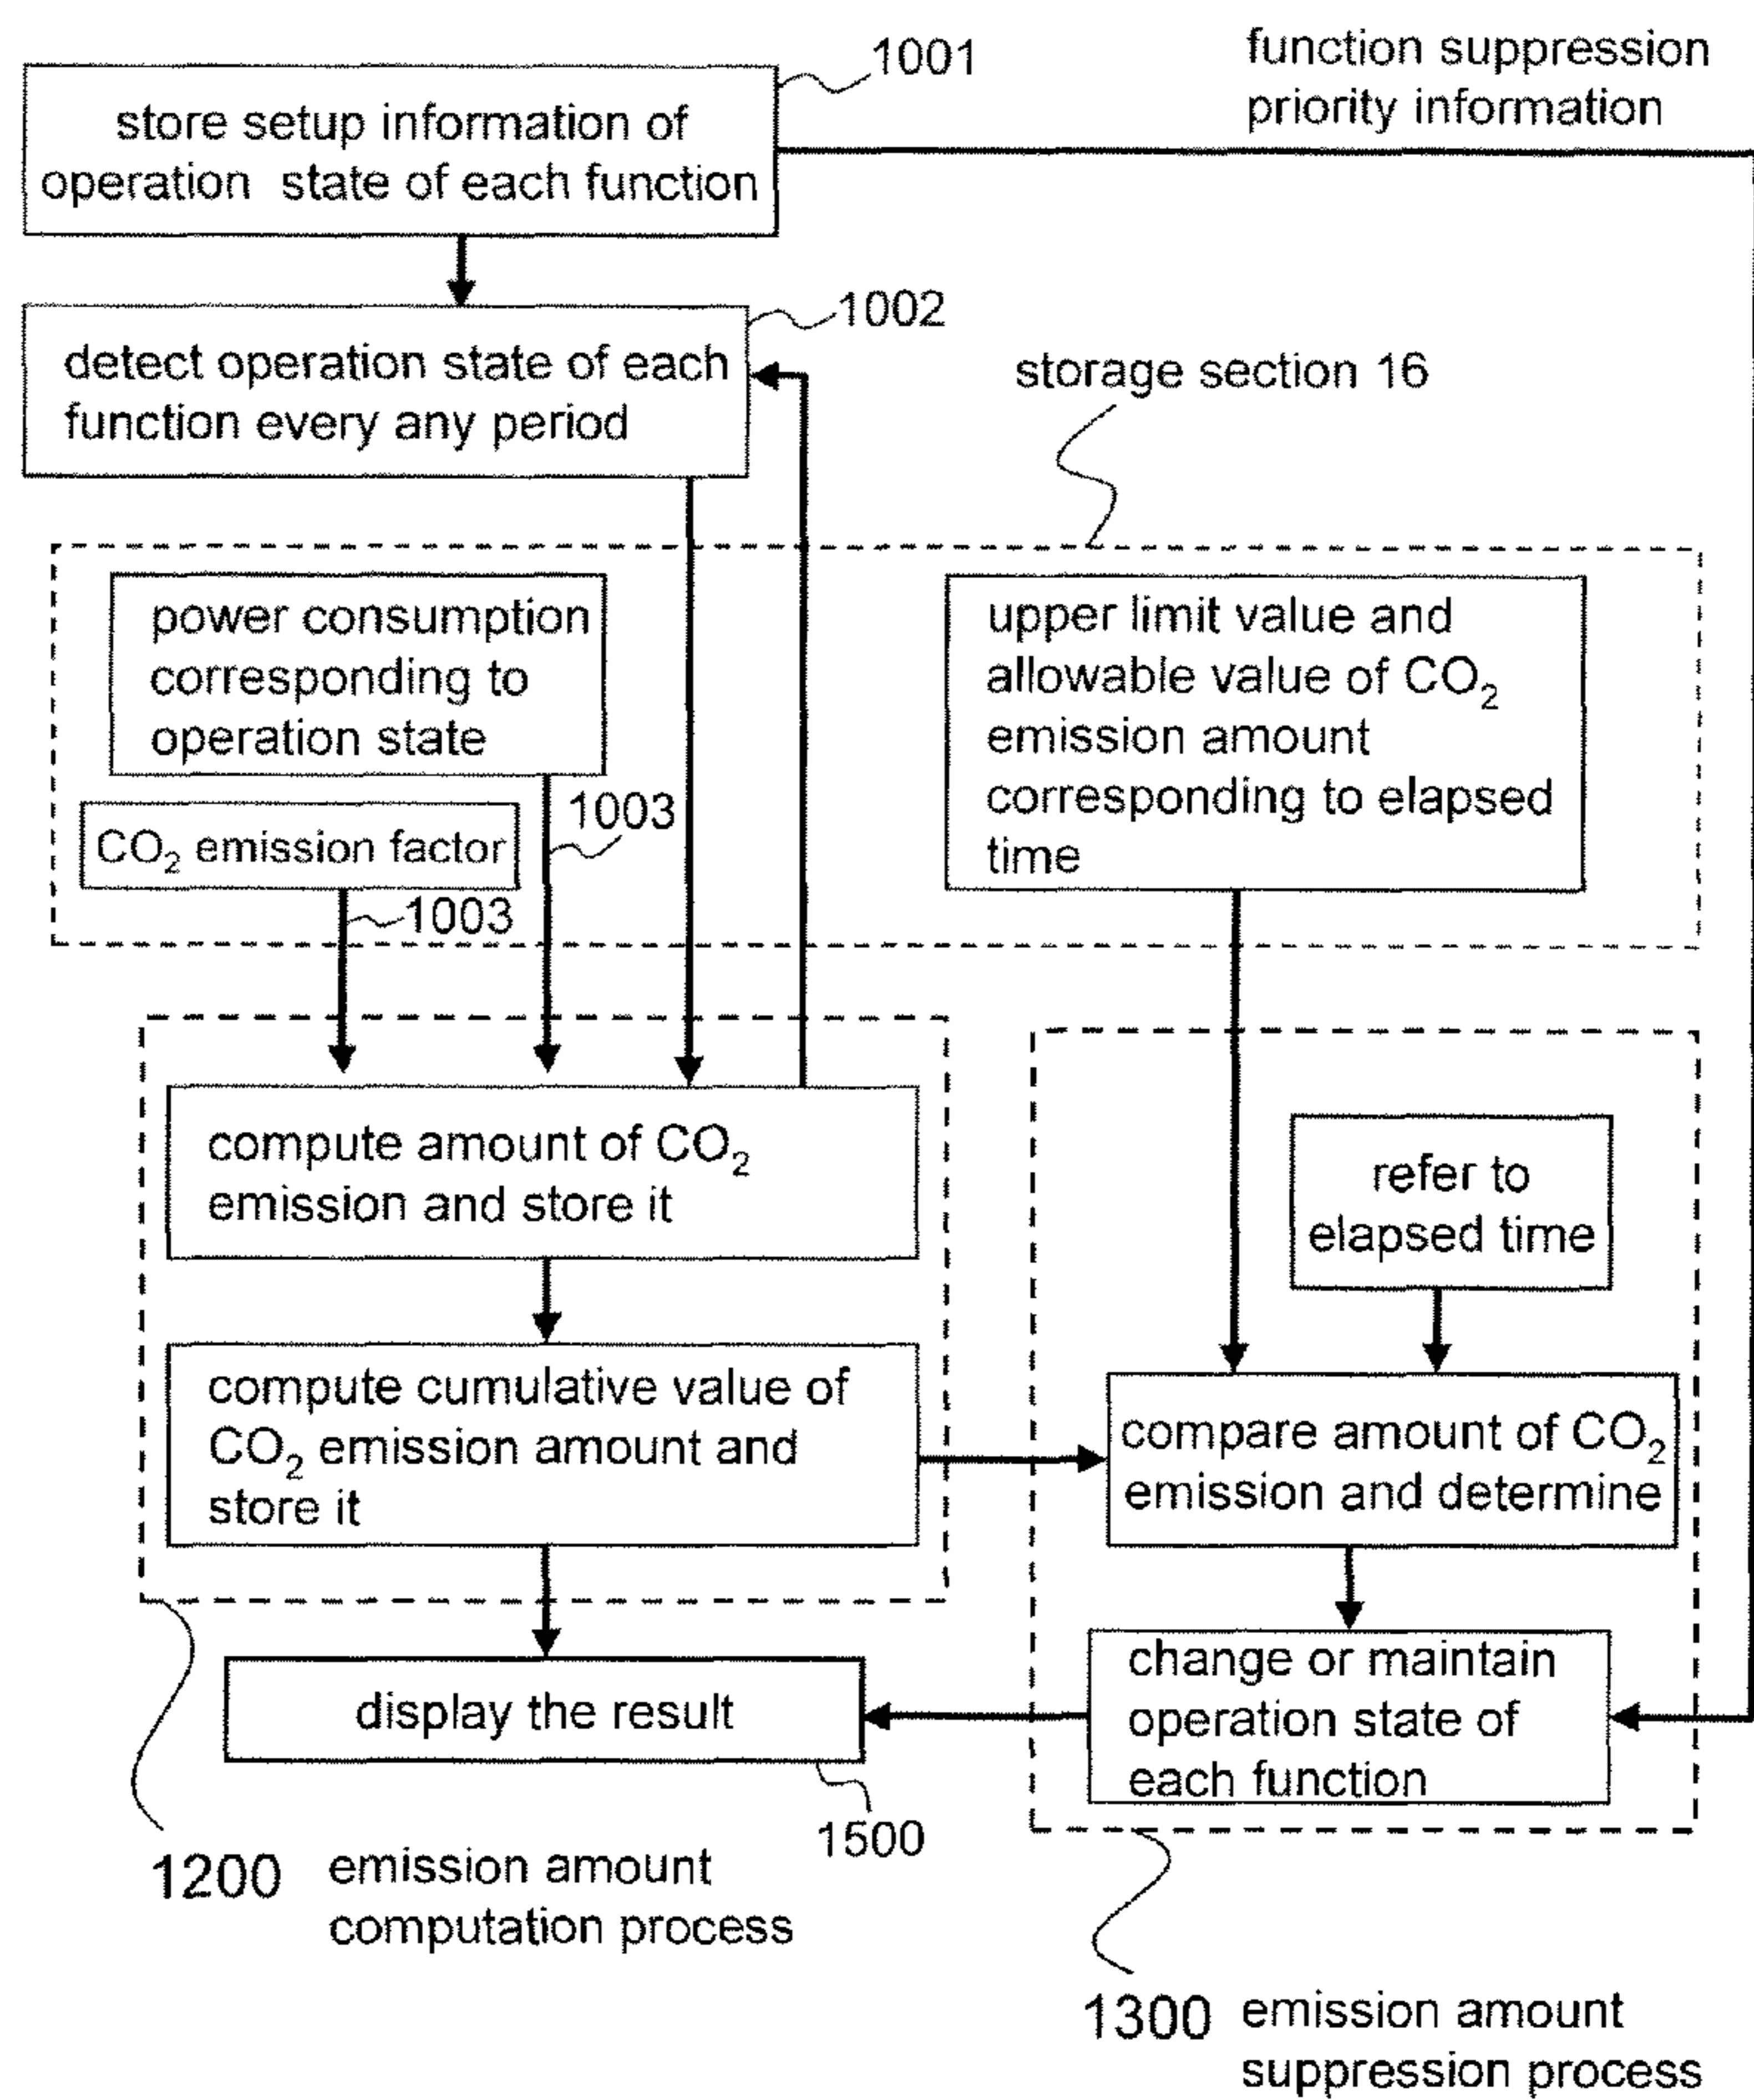 1001
function suppression
priority information
store setup information of
operation state of each function
1002
detect operation state of each
function every any period
storage section 16
power consumption
corresponding to
operation state
upper limit value and
allowable value of CO₂
emission amount
corresponding to elapsed
time
1003
CO₂ emission factor
1003
compute amount of CO₂
emission and store it
refer to
elapsed time
compute cumulative value of
CO₂ emission amount and
store it
compare amount of CO₂
emission and determine
display the result
change or maintain
operation state of
each function
1500
1200 emission amount
computation process
1300 emission amount
suppression process